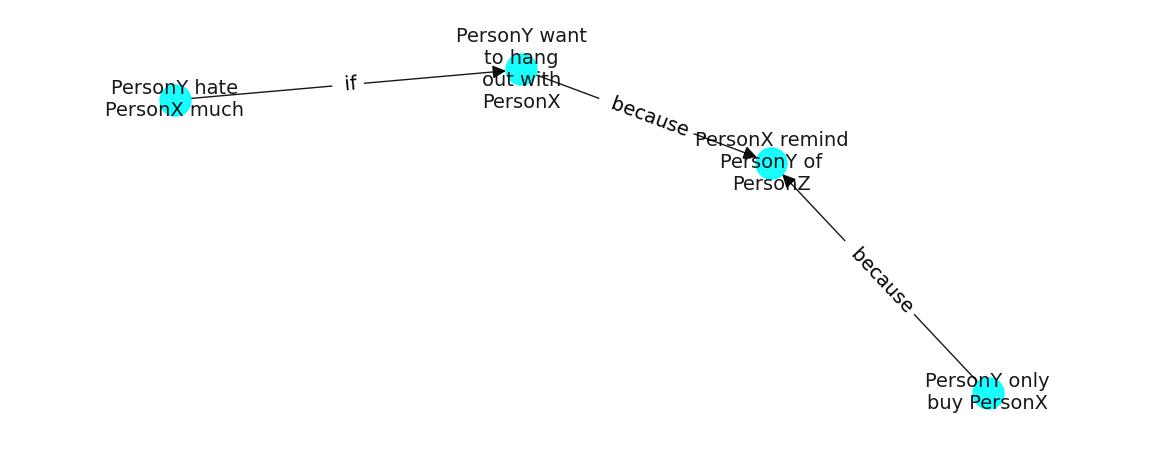 PersonY hate
PersonX much
if
PersonY want
to hang
out with
PersonX
because
PersonX remind
PersonY of
PersonZ
because
PersonY only
buy PersonX